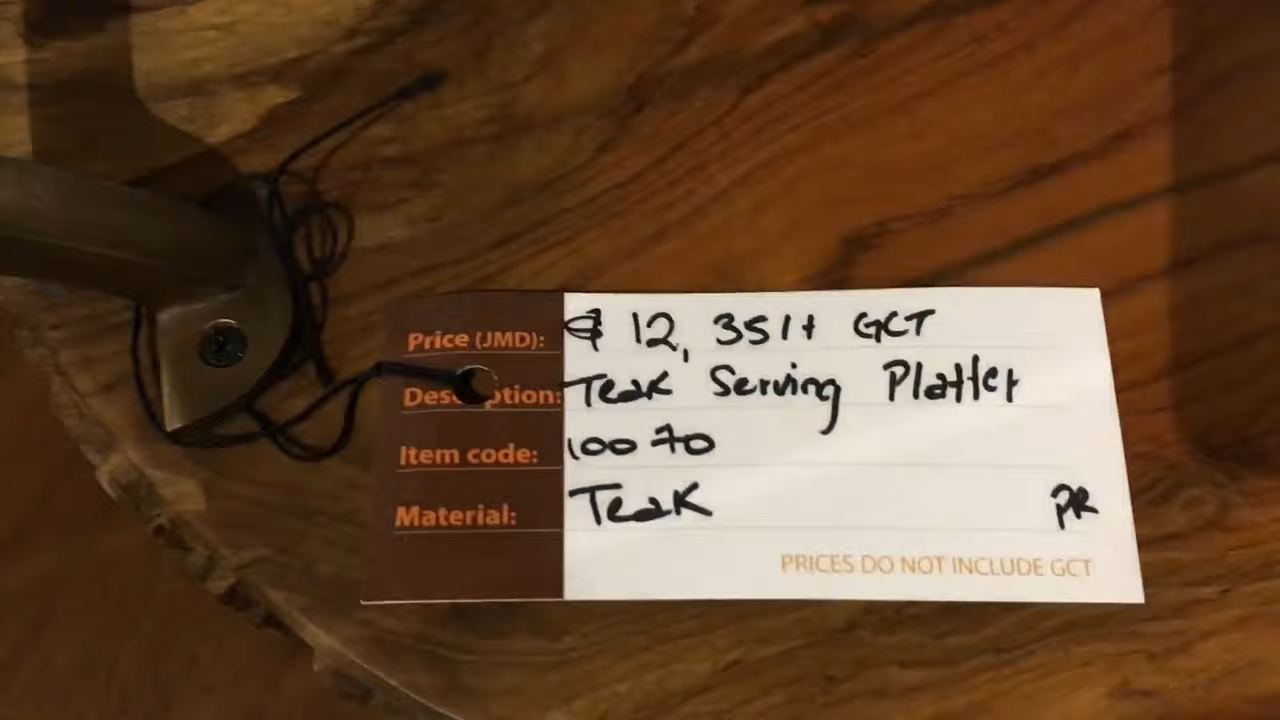 Price (JMD): $ 12, 351+ GCT
Description: Teak Serving Platter
Item code: 10070
Material: Teak PR
PRICES DO NOT INCLUDE GCT